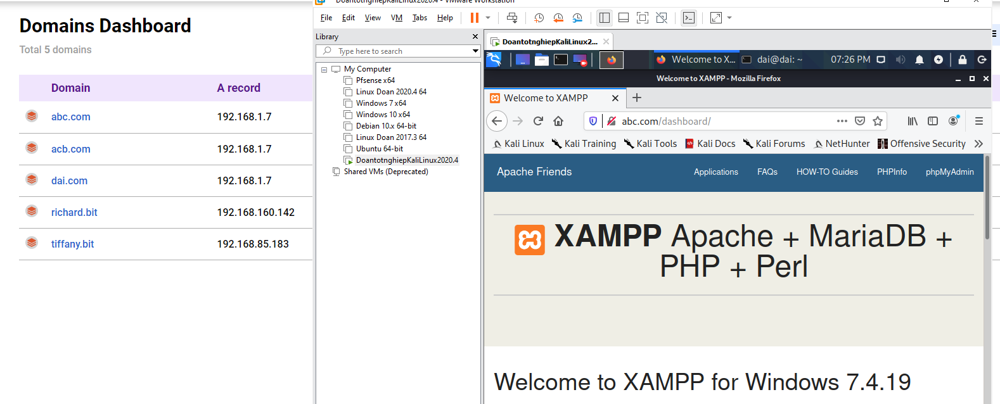 Domains Dashboard
Total 5 domains
Domain A record
abc.com 192.168.1.7
acb.com 192.168.1.7
dai.com 192.168.1.7
richard.bit 192.168.160.142
tiffany.bit 192.168.85.183
DoantotnghiepKaliLinux2020.4 - VMware Workstation
File Edit View VM Tabs Help
Library
Type here to search
My Computer
Pfsense x64
Linux Doan 2020.4 64
Windows 7 x64
Windows 10 x64
Debian 10.x 64-bit
Linux Doan 2017.3 64
Ubuntu 64-bit
DoantotnghiepKaliLinux2020.4
Shared VMs (Deprecated)
DoantotnghiepKaliLinux2...
Welcome to X... dai@dai: ~ 07:26 PM
Welcome to XAMPP - Mozilla Firefox
Welcome to XAMPP
abc.com/dashboard/
Kali Linux Kali Training Kali Tools Kali Docs Kali Forums NetHunter Offensive Security
Apache Friends Applications FAQs HOW-TO Guides PHPInfo phpMyAdmin
XAMPP Apache + MariaDB +
PHP + Perl
Welcome to XAMPP for Windows 7.4.19